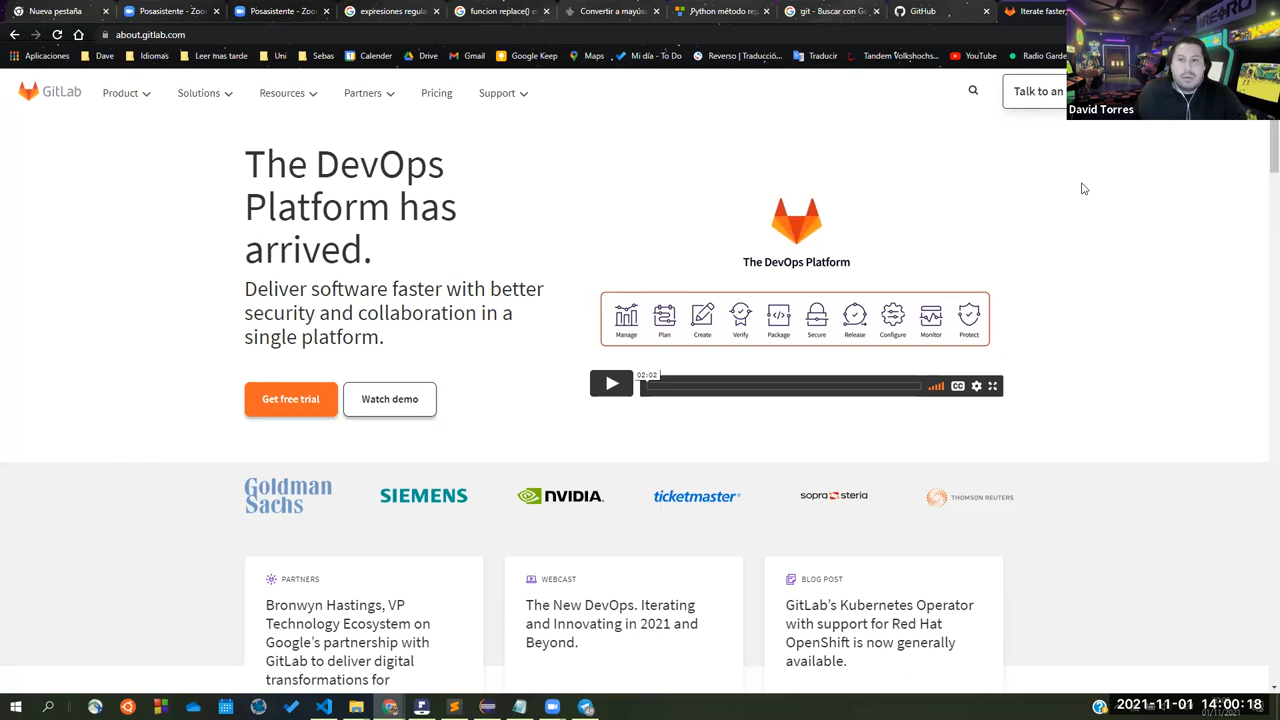 Nueva pestaña
Posasistente - Zoo
Posasistente - Zoo
expresiones regula
funcion replace() e
Convertir a mayús
Python método re
git - Buscar con G
GitHub
Iterate faster,
about.gitlab.com
Aplicaciones
Dave
Idiomas
Leer mas tarde
Uni
Sebas
Calender
Drive
Gmail
Google Keep
Maps
Mi día - To Do
Reverso | Traducció...
Traducir
Tandem Volkshochs...
YouTube
Radio Garde
RETRO
David Torres
GitLab
Product
Solutions
Resources
Partners
Pricing
Support
Talk to an
The DevOps
Platform has
arrived.
Deliver software faster with better
security and collaboration in a
single platform.
Get free trial
Watch demo
The DevOps Platform
Manage
Plan
Create
Verify
Package
Secure
Release
Configure
Monitor
Protect
02:02
CC
Goldman
Sachs
SIEMENS
NVIDIA.
ticketmaster®
sopra steria
THOMSON REUTERS
PARTNERS
Bronwyn Hastings, VP
Technology Ecosystem on
Google's partnership with
GitLab to deliver digital
transformations for
WEBCAST
The New DevOps. Iterating
and Innovating in 2021 and
Beyond.
BLOG POST
GitLab's Kubernetes Operator
with support for Red Hat
OpenShift is now generally
available.
2021-11-01 14:00:18
01/11/2021